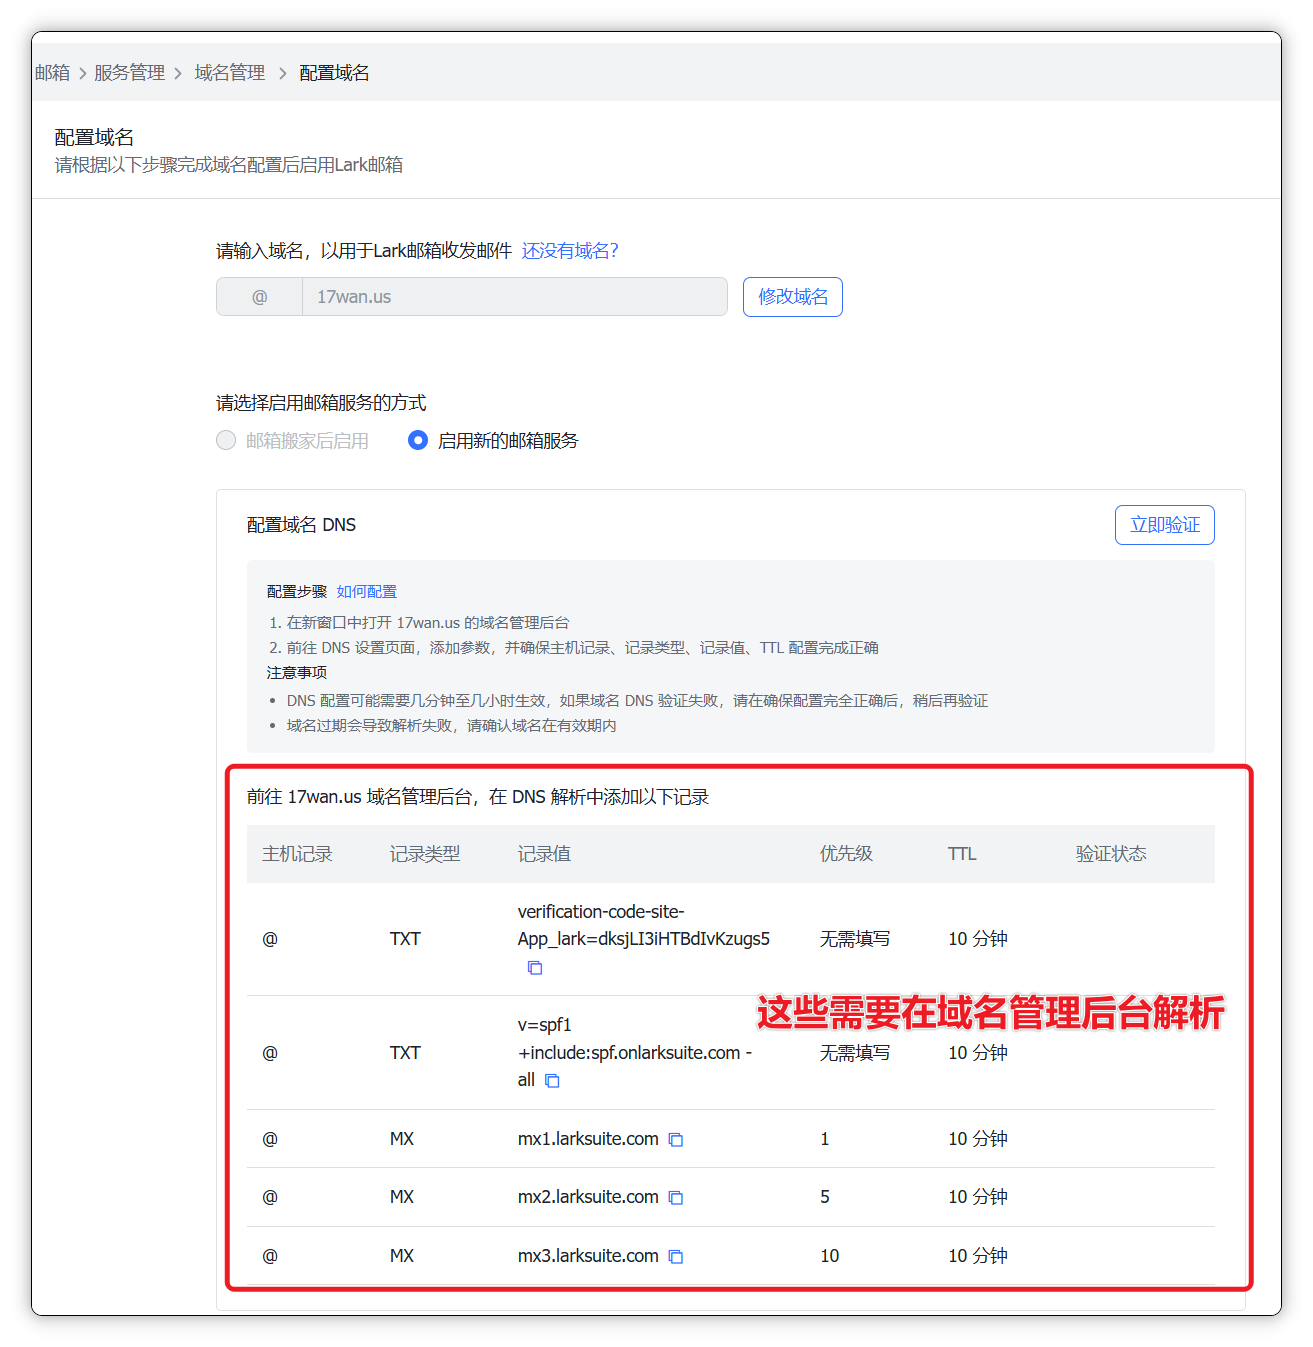 邮箱 > 服务管理 > 域名管理 > 配置域名
配置域名
请根据以下步骤完成域名配置后启用Lark邮箱
请输入域名，以用于Lark邮箱收发邮件 还没有域名？
@ 17wan.us 修改域名
请选择启用邮箱服务的方式
邮箱搬家后启用 启用新的邮箱服务
配置域名 DNS 立即验证
配置步骤 如何配置
1. 在新窗口中打开 17wan.us 的域名管理后台
2. 前往 DNS 设置页面，添加参数，并确保主机记录、记录类型、记录值、TTL 配置完成正确
注意事项
• DNS 配置可能需要几分钟至几小时生效，如果域名 DNS 验证失败，请在确保配置完全正确后，稍后再验证
• 域名过期会导致解析失败，请确认域名在有效期内
前往 17wan.us 域名管理后台，在 DNS 解析中添加以下记录
主机记录 记录类型 记录值 优先级 TTL 验证状态
verification-code-site-
@ TXT App_lark=dksjLI3iHTBdIvKzugs5 无需填写 10 分钟
这些需要在域名管理后台解析
v=spf1
@ TXT +include:spf.onlarksuite.com - 无需填写 10 分钟
all
@ MX mx1.larksuite.com 1 10 分钟
@ MX mx2.larksuite.com 5 10 分钟
@ MX mx3.larksuite.com 10 10 分钟